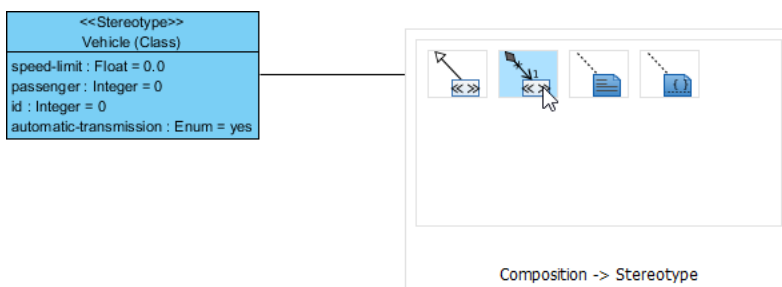 <<Stereotype>>
Vehicle (Class)
speed-limit : Float = 0.0
passenger : Integer = 0
id : Integer = 0
automatic-transmission : Enum = yes
<< >>
*
1
<< >>
{ }
Composition -> Stereotype